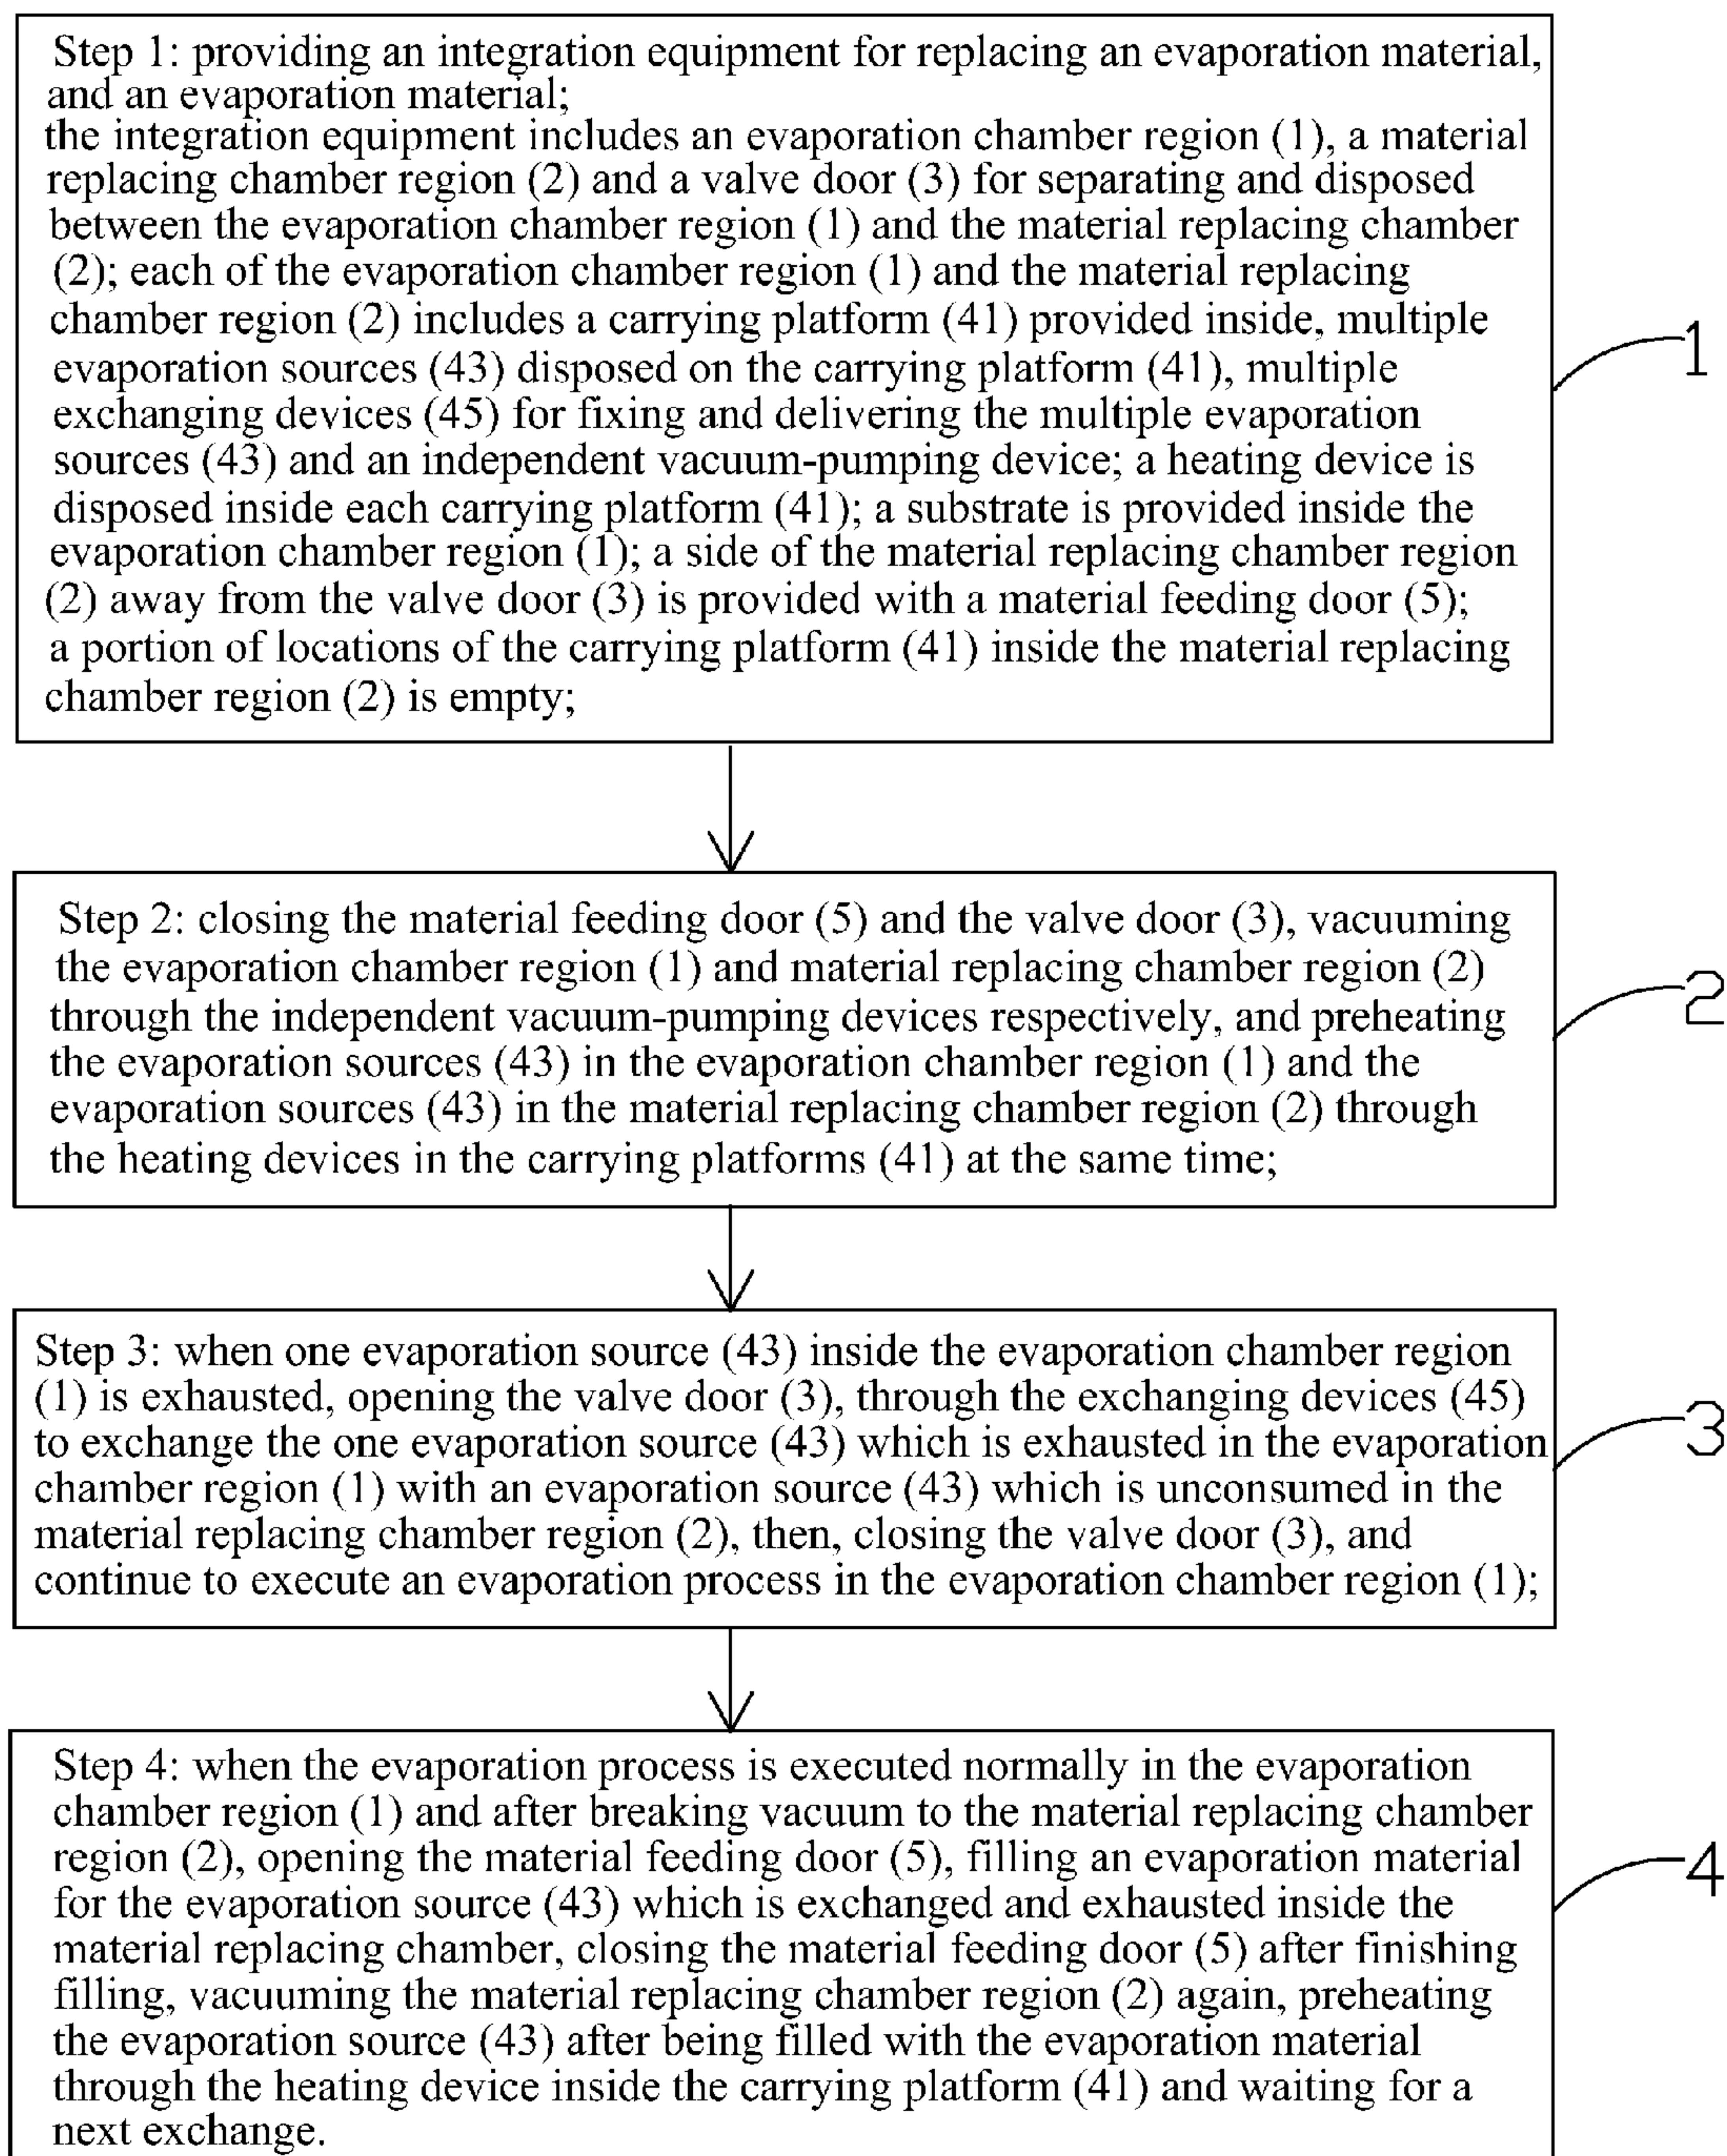 Step 1: providing an integration equipment for replacing an evaporation material,
and an evaporation material;
the integration equipment includes an evaporation chamber region (1), a material
replacing chamber region (2) and a valve door (3) for separating and disposed
between the evaporation chamber region (1) and the material replacing chamber
(2); each of the evaporation chamber region (1) and the material replacing
chamber region (2) includes a carrying platform (41) provided inside, multiple
evaporation sources (43) disposed on the carrying platform (41), multiple
exchanging devices (45) for fixing and delivering the multiple evaporation
sources (43) and an independent vacuum-pumping device; a heating device is
disposed inside each carrying platform (41); a substrate is provided inside the
evaporation chamber region (1); a side of the material replacing chamber region
(2) away from the valve door (3) is provided with a material feeding door (5);
a portion of locations of the carrying platform (41) inside the material replacing
chamber region (2) is empty;
1
Step 2: closing the material feeding door (5) and the valve door (3), vacuuming
the evaporation chamber region (1) and material replacing chamber region (2)
through the independent vacuum-pumping devices respectively, and preheating
the evaporation sources (43) in the evaporation chamber region (1) and the
evaporation sources (43) in the material replacing chamber region (2) through
the heating devices in the carrying platforms (41) at the same time;
2
Step 3: when one evaporation source (43) inside the evaporation chamber region
(1) is exhausted, opening the valve door (3), through the exchanging devices (45)
to exchange the one evaporation source (43) which is exhausted in the evaporation
chamber region (1) with an evaporation source (43) which is unconsumed in the
material replacing chamber region (2), then, closing the valve door (3), and
continue to execute an evaporation process in the evaporation chamber region (1);
3
Step 4: when the evaporation process is executed normally in the evaporation
chamber region (1) and after breaking vacuum to the material replacing chamber
region (2), opening the material feeding door (5), filling an evaporation material
for the evaporation source (43) which is exchanged and exhausted inside the
material replacing chamber, closing the material feeding door (5) after finishing
filling, vacuuming the material replacing chamber region (2) again, preheating
the evaporation source (43) after being filled with the evaporation material
through the heating device inside the carrying platform (41) and waiting for a
next exchange.
4